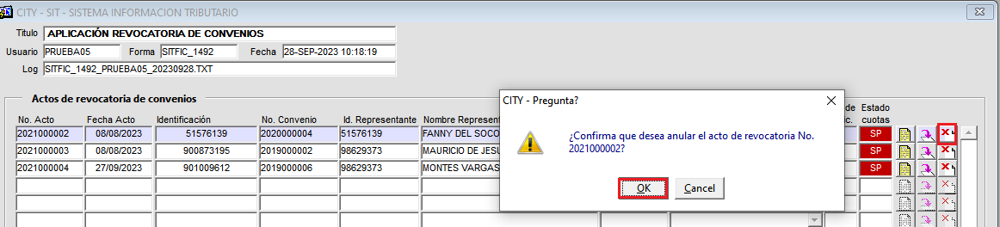 CITY - SIT - SISTEMA INFORMACION TRIBUTARIO
Titulo APLICACIÓN REVOCATORIA DE CONVENIOS
Usuario PRUEBA05 Forma SITFIC_1492 Fecha 28-SEP-2023 10:18:19
Log SITFIC_1492_PRUEBA05_20230928.TXT
Actos de revocatoria de convenios
No. Acto Fecha Acto Identificación No. Convenio Id. Representante Nombre Represent de ic. Estado cuotas
2021000002 08/08/2023 51576139 2020000004 51576139 FANNY DEL SOCO SP
2021000003 08/08/2023 900873195 2019000002 98629373 MAURICIO DE JESU SP
2021000004 27/09/2023 901009612 2019000006 98629373 MONTES VARGAS SP
CITY - Pregunta?
¿Confirma que desea anular el acto de revocatoria No.
2021000002?
OK Cancel